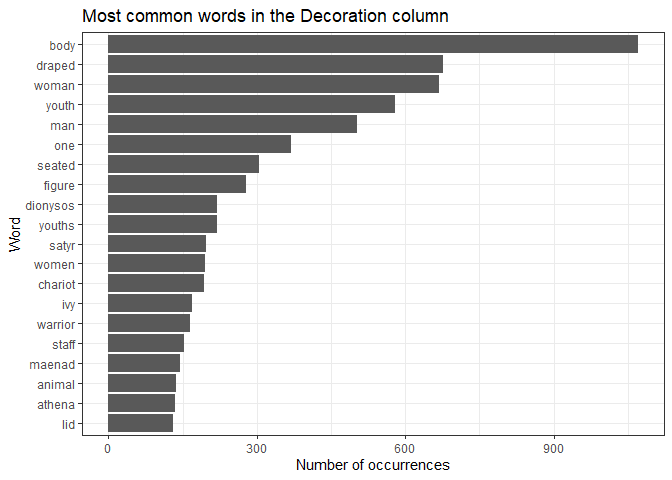 Most common words in the Decoration column
body
draped
woman
youth
man
one
seated
figure
dionysos
youths
satyr
women
chariot
ivy
warrior
staff
maenad
animal
athena
lid
Word
0 300 600 900
Number of occurrences